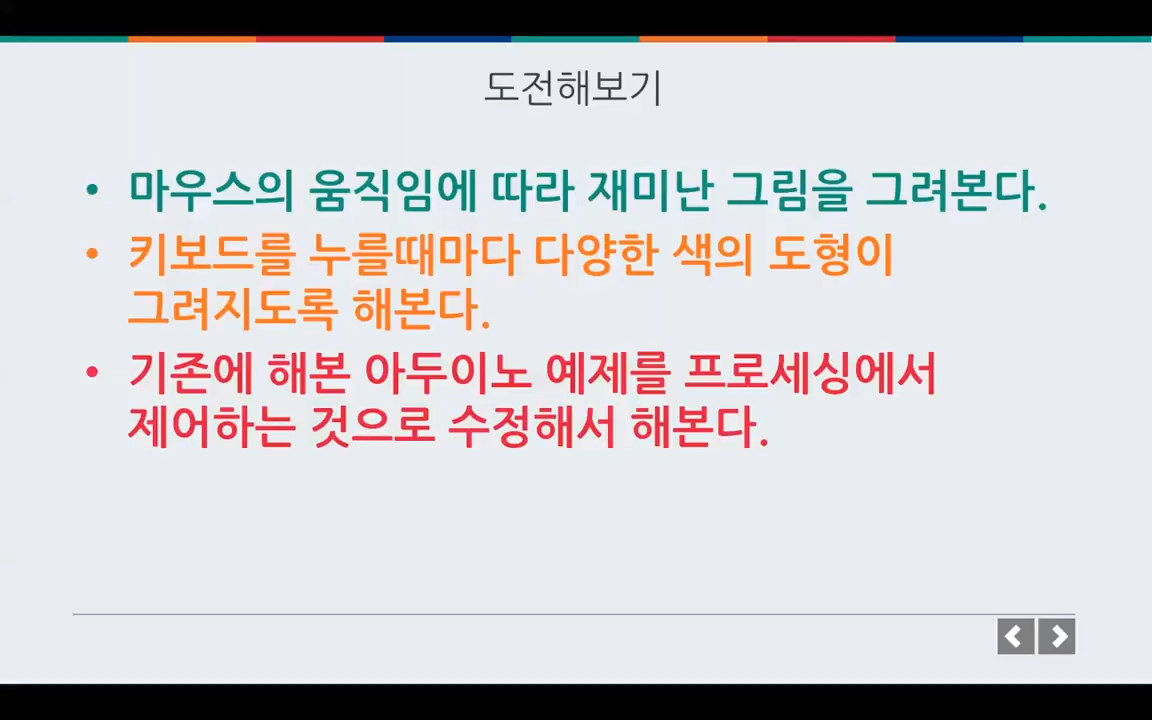 도전해보기
• 마우스의 움직임에 따라 재미난 그림을 그려본다.
• 키보드를 누를때마다 다양한 색의 도형이
그려지도록 해본다.
• 기존에 해본 아두이노 예제를 프로세싱에서
제어하는 것으로 수정해서 해본다.